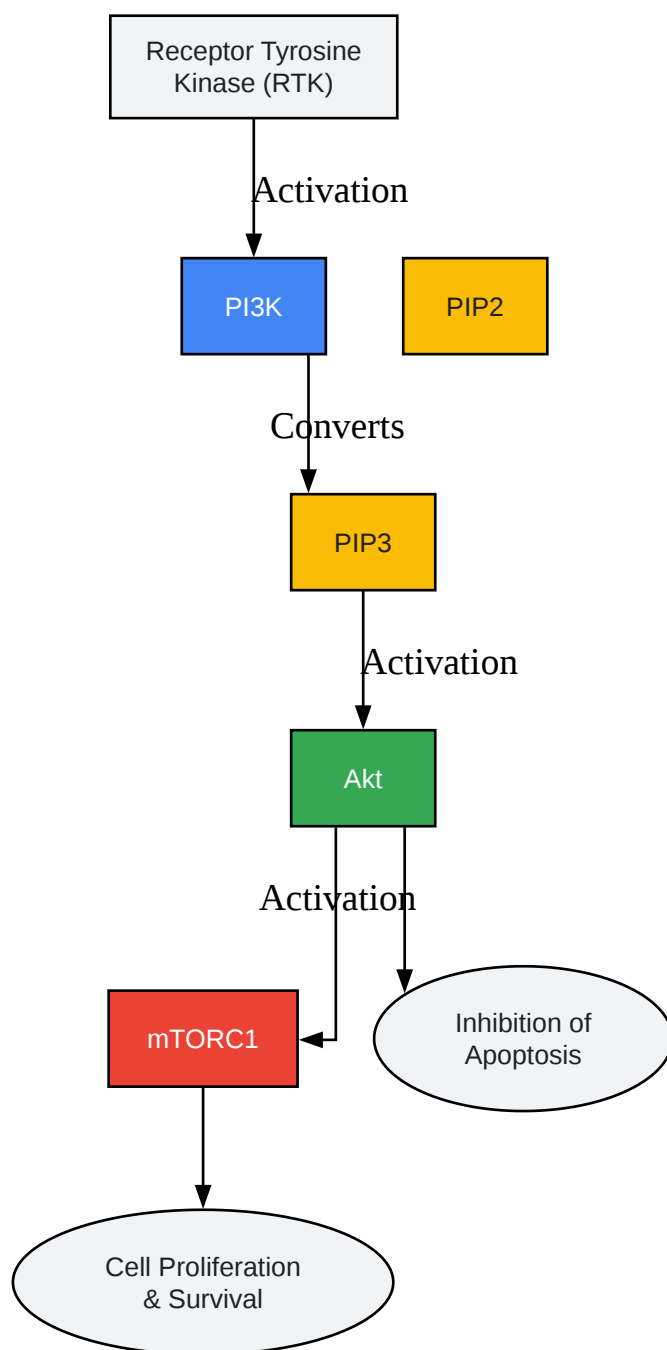 Receptor Tyrosine
Kinase (RTK)
Activation
PI3K
PIP2
Converts
PIP3
Activation
Akt
Activation
Inhibition of
Apoptosis
mTORC1
Cell Proliferation
& Survival